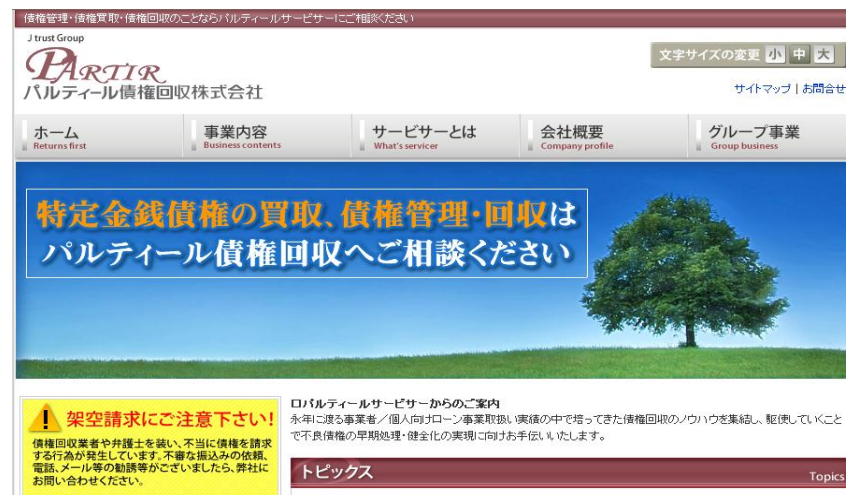 債権管理・債権買取・債権回収のことならパルティールサービサーにご相談ください
J trust Group
PARTIR
パルティール債権回収株式会社
文字サイズの変更 小 中 大
サイトマップ | お問合せ
ホーム
Returns first
事業内容
Business contents
サービサーとは
What's servicer
会社概要
Company profile
グループ事業
Group business
特定金銭債権の買取、債権管理・回収は
パルティール債権回収へご相談ください
架空請求にご注意下さい!
債権回収業者や弁護士を装い、不当に債権を請求
する行為が発生しています。不審な振込みの依頼、
電話、メール等の勧誘等がございましたら、弊社に
お問い合わせください。
ロパルティールサービサーからのご案内
永年に渡る事業者／個人向けローン事業取扱い実績の中で培ってきた債権回収のノウハウを集結し、駆使していくこと
で不良債権の早期処理・健全化の実現に向けお手伝いいたします。
トピックス
Topics